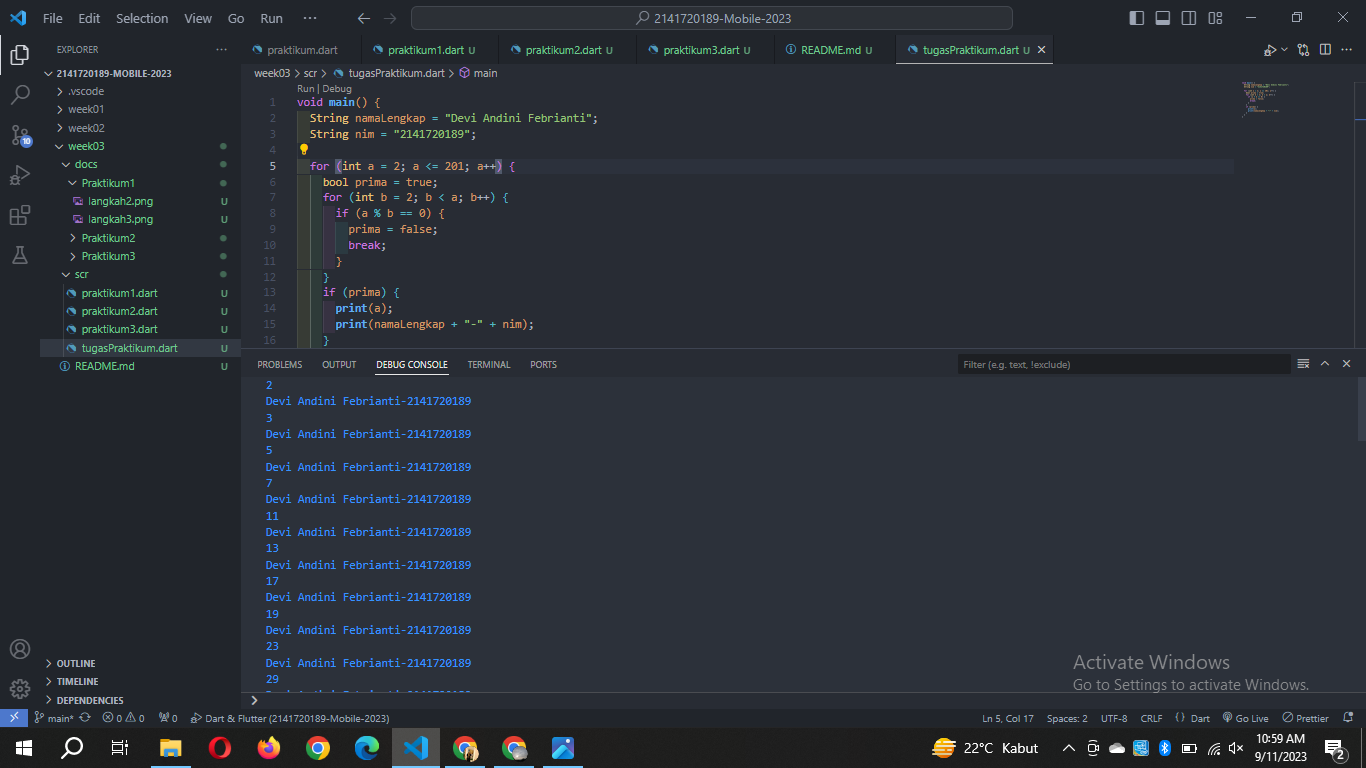 File Edit Selection View Go Run ··· 2141720189-Mobile-2023
EXPLORER ···
2141720189-MOBILE-2023
.vscode
week01
week02
week03
docs
Praktikum1
langkah2.png U
langkah3.png U
Praktikum2
Praktikum3
scr
praktikum1.dart U
praktikum2.dart U
praktikum3.dart U
tugasPraktikum.dart U
README.md U
OUTLINE
TIMELINE
DEPENDENCIES
10
praktikum.dart praktikum1.dart U praktikum2.dart U praktikum3.dart U README.md U tugasPraktikum.dart U
week03 > scr > tugasPraktikum.dart > main
Run | Debug
1 void main() {
2 String namaLengkap = "Devi Andini Febrianti";
3 String nim = "2141720189";
4
5 for (int a = 2; a <= 201; a++) {
6 bool prima = true;
7 for (int b = 2; b < a; b++) {
8 if (a % b == 0) {
9 prima = false;
10 break;
11 }
12 }
13 if (prima) {
14 print(a);
15 print(namaLengkap + "-" + nim);
16 }
PROBLEMS OUTPUT DEBUG CONSOLE TERMINAL PORTS Filter (e.g. text, !exclude)
2
Devi Andini Febrianti-2141720189
3
Devi Andini Febrianti-2141720189
5
Devi Andini Febrianti-2141720189
7
Devi Andini Febrianti-2141720189
11
Devi Andini Febrianti-2141720189
13
Devi Andini Febrianti-2141720189
17
Devi Andini Febrianti-2141720189
19
Devi Andini Febrianti-2141720189
23
Devi Andini Febrianti-2141720189
29
Activate Windows
Go to Settings to activate Windows.
main* 0 0 0 Dart & Flutter (2141720189-Mobile-2023) Ln 5, Col 17 Spaces: 2 UTF-8 CRLF {} Dart Go Live Prettier
22°C Kabut 10:59 AM
9/11/2023 2